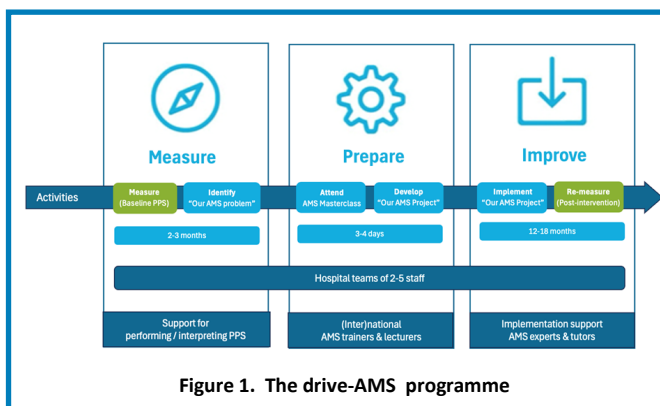 Measure
Prepare
Improve
Activities
Measure
(Baseline PPS)
Identify
"Our AMS problem"
Attend
AMS Masterclass
Develop
"Our AMS Project"
Implement
"Our AMS Project"
Re-measure
(Post-intervention)
2-3 months
3-4 days
12-18 months
Hospital teams of 2-5 staff
Support for
performing / interpreting PPS
(Inter)national
AMS trainers & lecturers
Implementation support
AMS experts & tutors
Figure 1. The drive-AMS programme